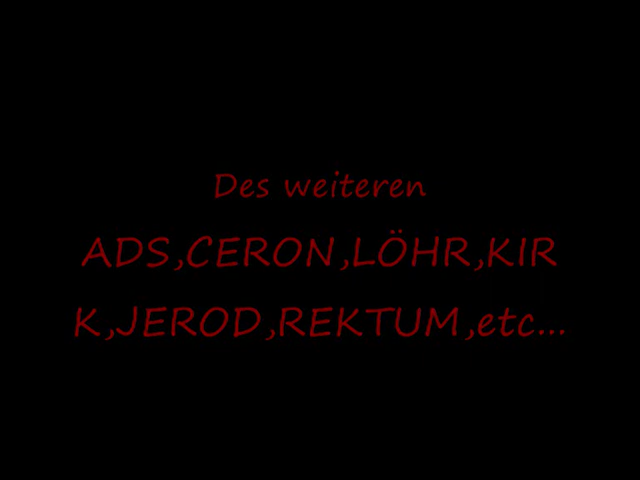 Des weiteren
ADS,CERON,LÖHR,KIR
K,JEROD,REKTUM,etc...